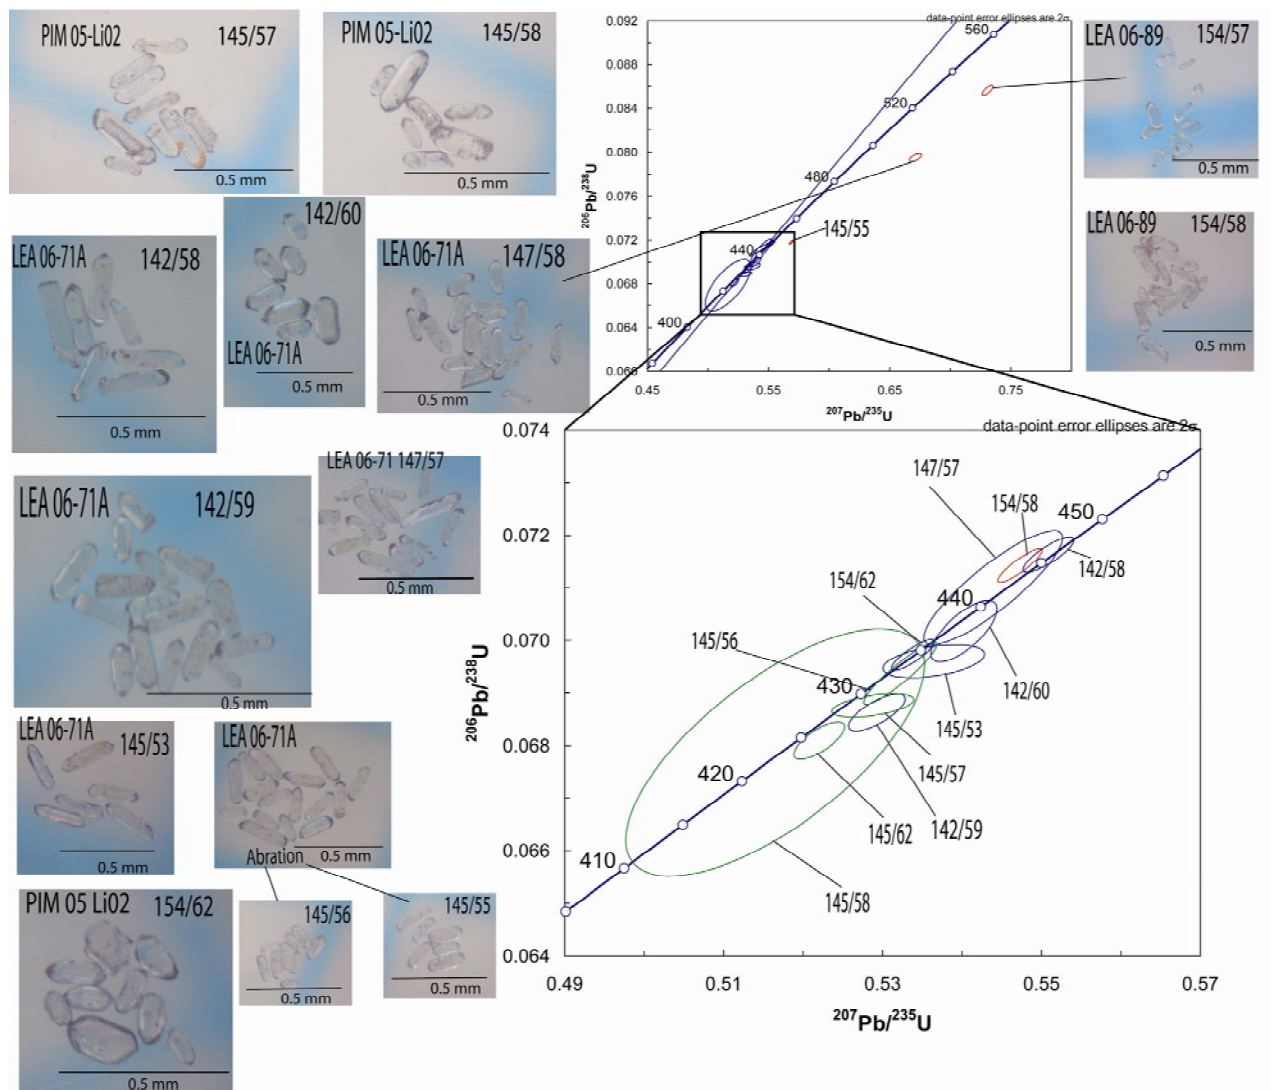 PIM 05-Li02 145/57
0.5 mm
PIM 05-Li02 145/58
0.5 mm
LEA 06-71A 142/58
0.5 mm
142/60
LEA 06-71A
0.5 mm
LEA 06-71A 147/58
0.5 mm
LEA 06-71A 142/59
0.5 mm
LEA 06-71 147/57
0.5 mm
LEA 06-71A
145/53
0.5 mm
LEA 06-71A
0.5 mm
Abration
PIM 05 Li02 154/62
0.5 mm
145/56
0.5 mm
145/55
0.5 mm
data-point error ellipses are 2σ
0.092
0.088
0.084
0.080
0.076
0.072
0.068
0.064
0.060
206Pb/238U
560
520
480
440
400
145/55
0.45
0.55
0.65
0.75
207Pb/235U
LEA 06-89 154/57
0.5 mm
LEA 06-89 154/58
0.5 mm
data-point error ellipses are 2σ
0.074
0.072
0.070
0.068
0.066
0.064
206Pb/238U
147/57
154/58
450
142/58
154/62
440
145/56
430
142/60
145/53
420
145/57
142/59
145/62
410
145/58
0.49
0.51
0.53
0.55
0.57
207Pb/235U